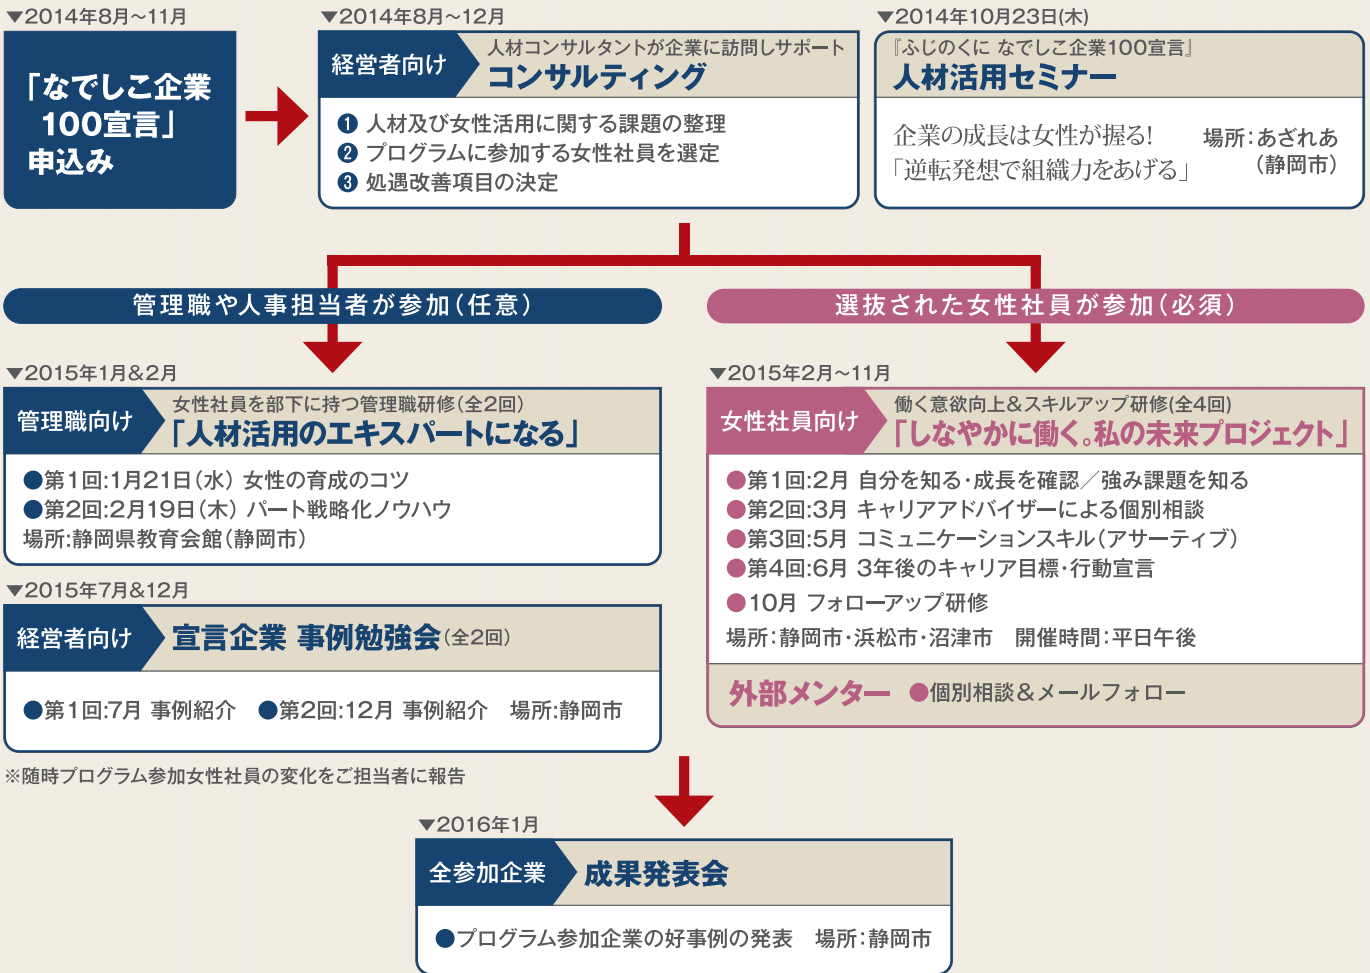 ▼2014年8月～11月
「なでしこ企業
100宣言」
申込み
▼2014年8月～12月
経営者向け
人材コンサルタントが企業に訪問しサポート
コンサルティング
❶ 人材及び女性活用に関する課題の整理
❷ プログラムに参加する女性社員を選定
❸ 処遇改善項目の決定
▼2014年10月23日(木)
『ふじのくに なでしこ企業100宣言』
人材活用セミナー
企業の成長は女性が握る!
「逆転発想で組織力をあげる」
場所：あざれあ
（静岡市）
管理職や人事担当者が参加（任意）
▼2015年1月&2月
管理職向け
女性社員を部下に持つ管理職研修（全2回）
「人材活用のエキスパートになる」
●第1回:1月21日（水） 女性の育成のコツ
●第2回:2月19日（木） パート戦略化ノウハウ
場所:静岡県教育会館（静岡市）
▼2015年7月&12月
経営者向け
宣言企業 事例勉強会（全2回）
●第1回:7月 事例紹介　●第2回:12月 事例紹介　場所:静岡市
※随時プログラム参加女性社員の変化をご担当者に報告
選抜された女性社員が参加（必須）
▼2015年2月～11月
女性社員向け
働く意欲向上＆スキルアップ研修(全4回)
「しなやかに働く。私の未来プロジェクト」
●第1回:2月 自分を知る・成長を確認／強み課題を知る
●第2回:3月 キャリアアドバイザーによる個別相談
●第3回:5月 コミュニケーションスキル（アサーティブ）
●第4回:6月 3年後のキャリア目標・行動宣言
●10月 フォローアップ研修
場所：静岡市・浜松市・沼津市　開催時間：平日午後
外部メンター ●個別相談＆メールフォロー
▼2016年1月
全参加企業
成果発表会
●プログラム参加企業の好事例の発表　場所：静岡市